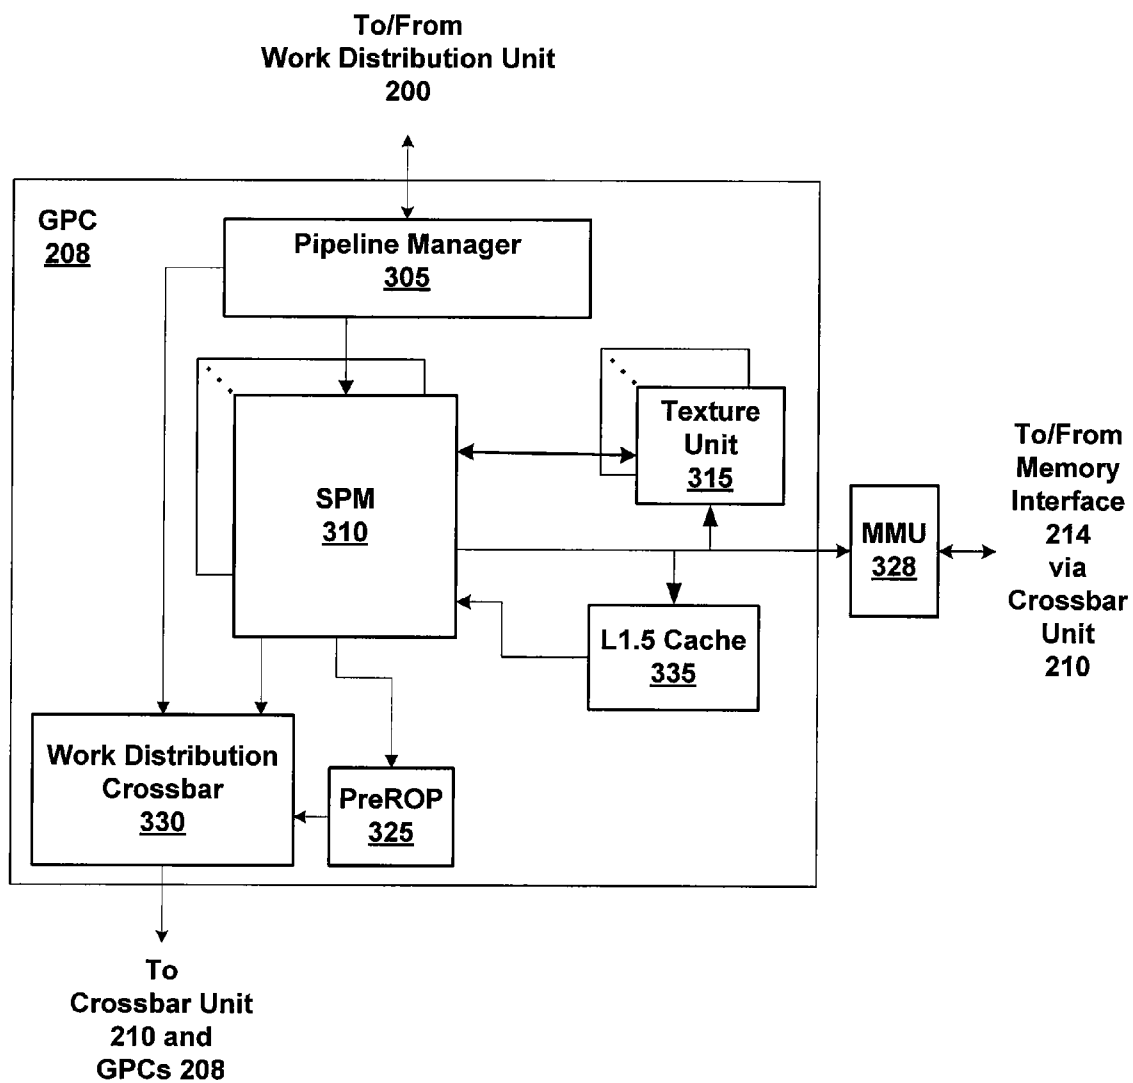 To/From
Work Distribution Unit
200
GPC
208
Pipeline Manager
305
Texture
Unit
315
SPM
310
To/From
Memory
Interface
214
via
Crossbar
Unit
210
MMU
328
L1.5 Cache
335
Work Distribution
Crossbar
330
PreROP
325
To
Crossbar Unit
210 and
GPCs 208